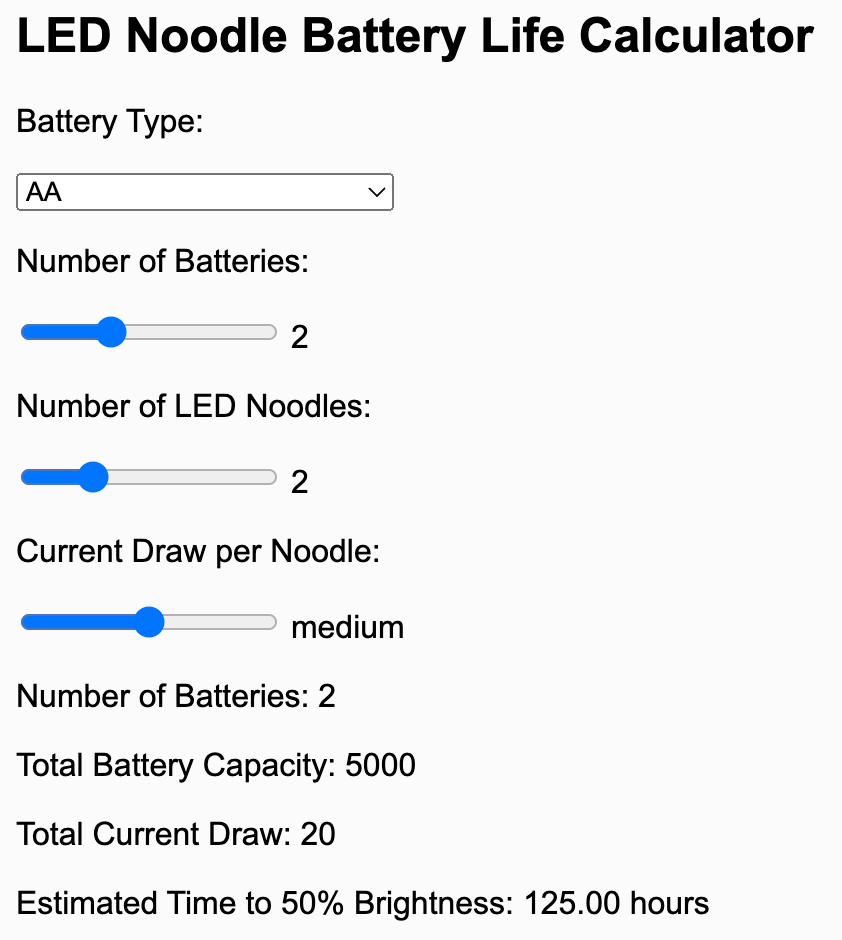 LED Noodle Battery Life Calculator
Battery Type:
AA
Number of Batteries:
2
Number of LED Noodles:
2
Current Draw per Noodle:
medium
Number of Batteries: 2
Total Battery Capacity: 5000
Total Current Draw: 20
Estimated Time to 50% Brightness: 125.00 hours